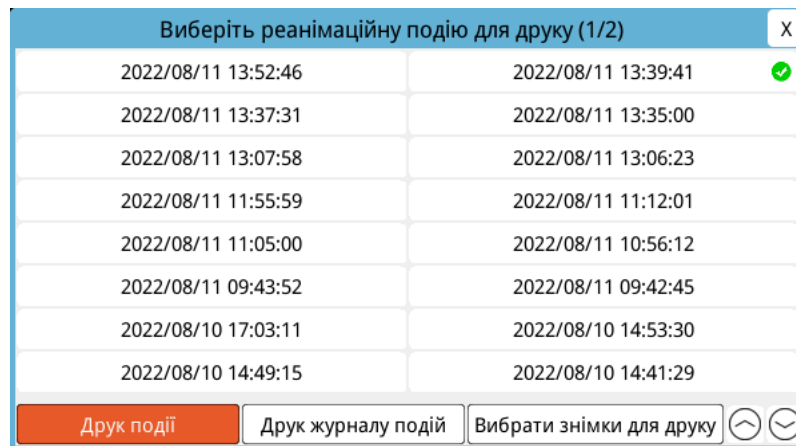 Виберіть реанімаційну подію для друку (1/2) X
2022/08/11 13:52:46 2022/08/11 13:39:41
2022/08/11 13:37:31 2022/08/11 13:35:00
2022/08/11 13:07:58 2022/08/11 13:06:23
2022/08/11 11:55:59 2022/08/11 11:12:01
2022/08/11 11:05:00 2022/08/11 10:56:12
2022/08/11 09:43:52 2022/08/11 09:42:45
2022/08/10 17:03:11 2022/08/10 14:53:30
2022/08/10 14:49:15 2022/08/10 14:41:29
Друк події Друк журналу подій Вибрати знімки для друку